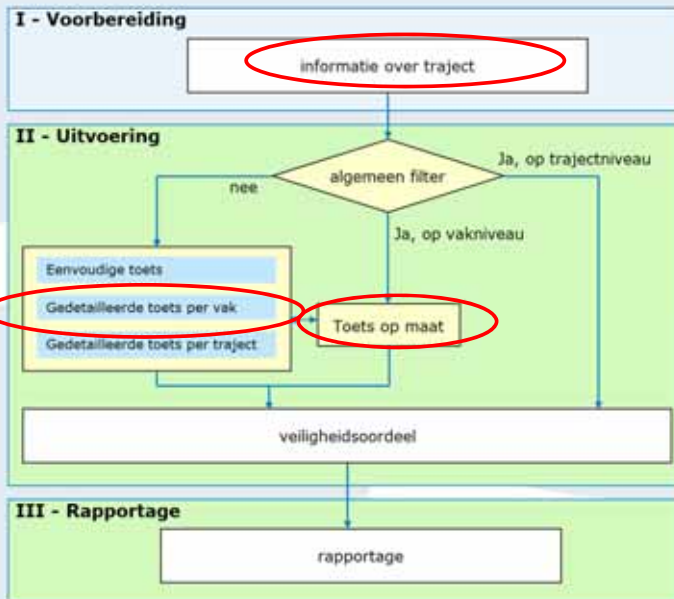 I - Voorbereiding
informatie over traject
II - Uitvoering
Ja, op trajectniveau
algemeen filter
nee
Ja, op vakniveau
Eenvoudige toets
Gedetailleerde toets per vak
Toets op maat
Gedetailleerde toets per traject
veiligheidsoordeel
III - Rapportage
rapportage